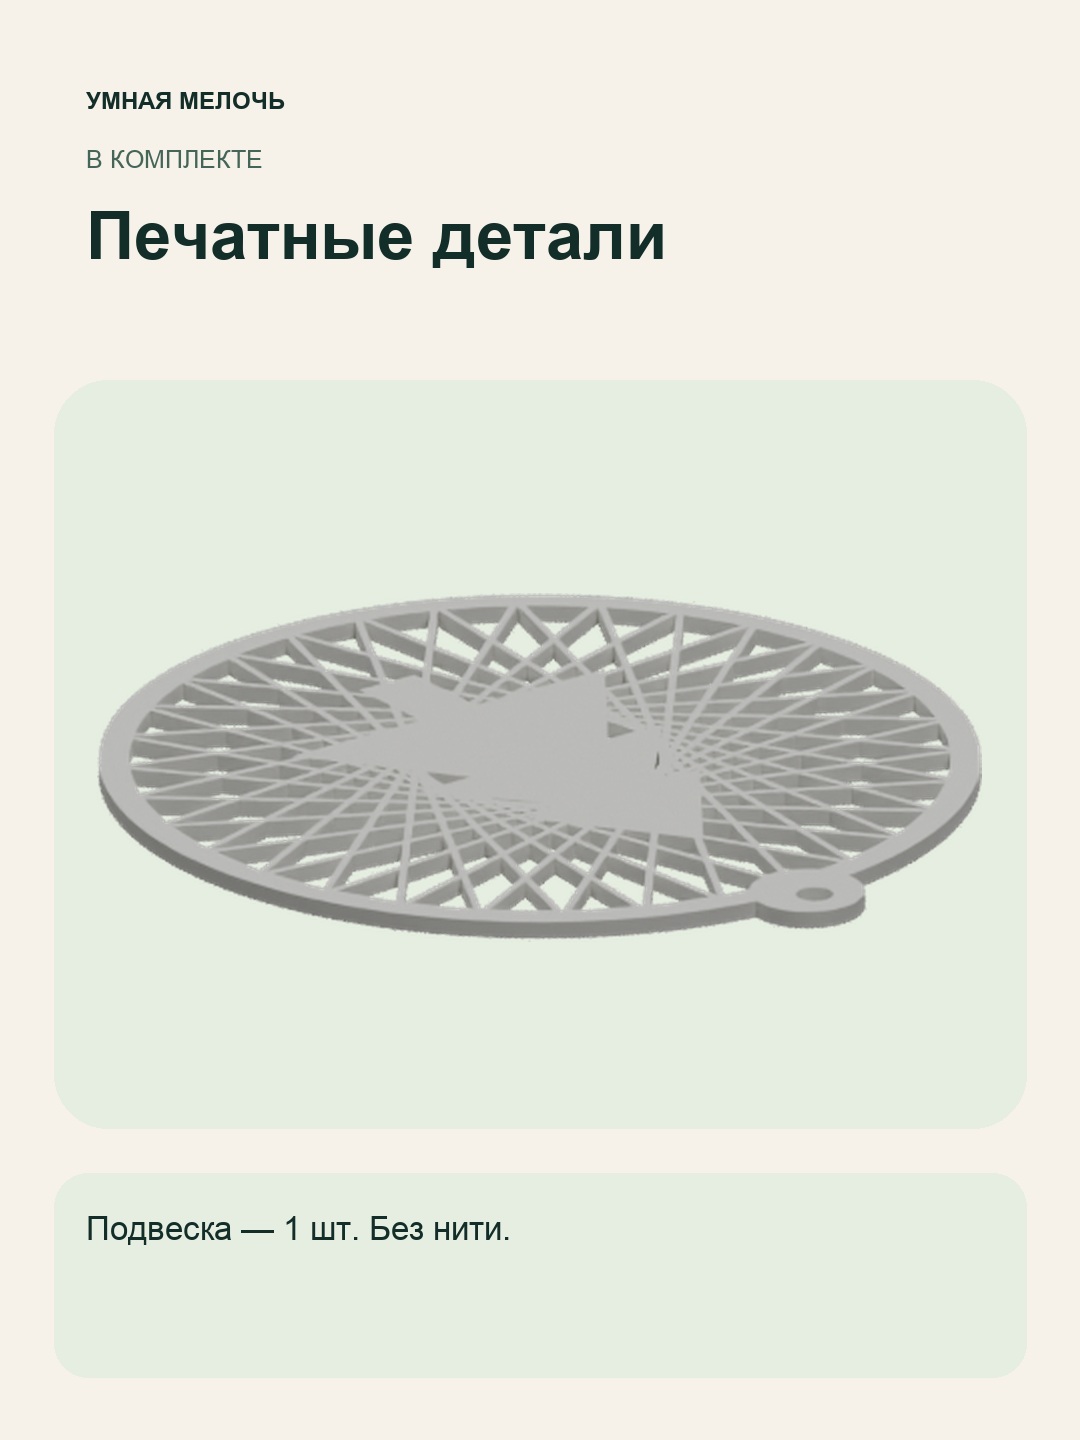 УМНАЯ МЕЛОЧЬ
В КОМПЛЕКТЕ
Печатные детали
Подвеска — 1 шт. Без нити.